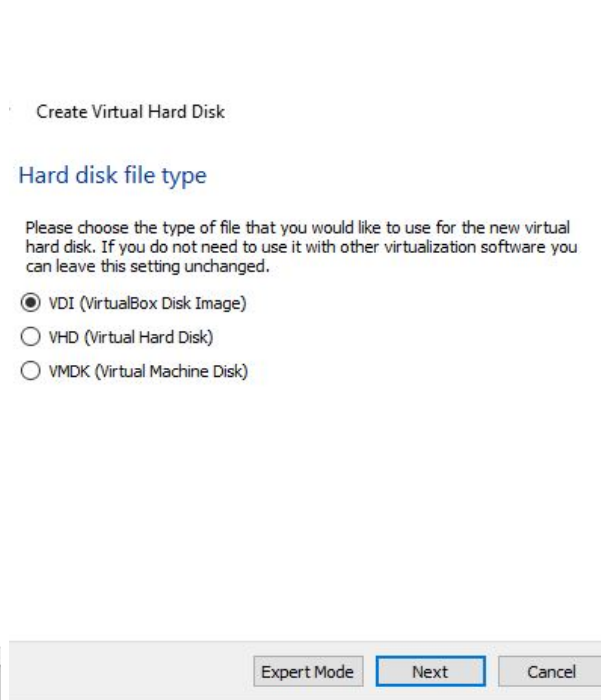 Create Virtual Hard Disk
Hard disk file type
Please choose the type of file that you would like to use for the new virtual
hard disk. If you do not need to use it with other virtualization software you
can leave this setting unchanged.
VDI (VirtualBox Disk Image)
VHD (Virtual Hard Disk)
VMDK (Virtual Machine Disk)
Expert Mode Next Cancel